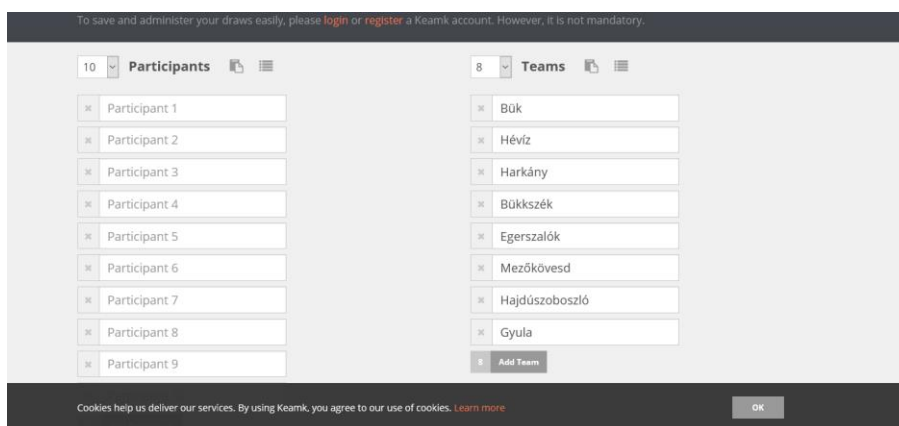 To save and administer your draws easily, please login or register a Keamk account. However, it is not mandatory.
10 Participants
Participant 1
Participant 2
Participant 3
Participant 4
Participant 5
Participant 6
Participant 7
Participant 8
Participant 9
8 Teams
Bük
Hévíz
Harkány
Bükkszék
Egerszalók
Mezőkövesd
Hajdúszoboszló
Gyula
8 Add Team
Cookies help us deliver our services. By using Keamk, you agree to our use of cookies. Learn more
OK